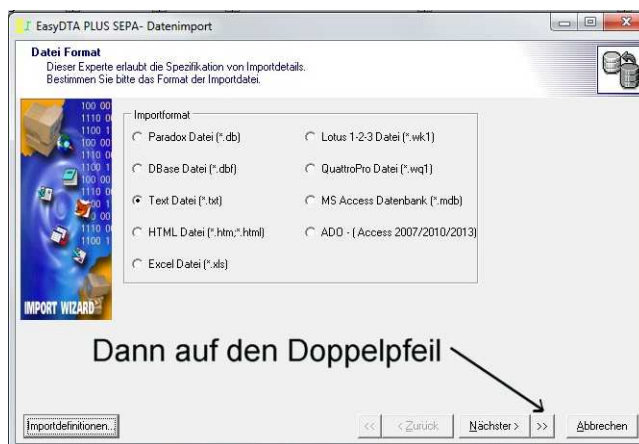 EasyDTA PLUS SEPA- Datenimport
Datei Format
Dieser Experte erlaubt die Spezifikation von Importdetails.
Bestimmen Sie bitte das Format der Importdatei.
Importformat
Paradox Datei (*.db)
Lotus 1-2-3 Datei (*.wk1)
DBase Datei (*.dbf)
QuattroPro Datei (*.wq1)
Text Datei (*.txt)
MS Access Datenbank (*.mdb)
HTML Datei (*.htm;*.html)
ADO - ( Access 2007/2010/2013)
Excel Datei (*.xls)
IMPORT WIZARD
Dann auf den Doppelpfeil
Importdefinitionen... << < Zurück Nächster > >> Abbrechen